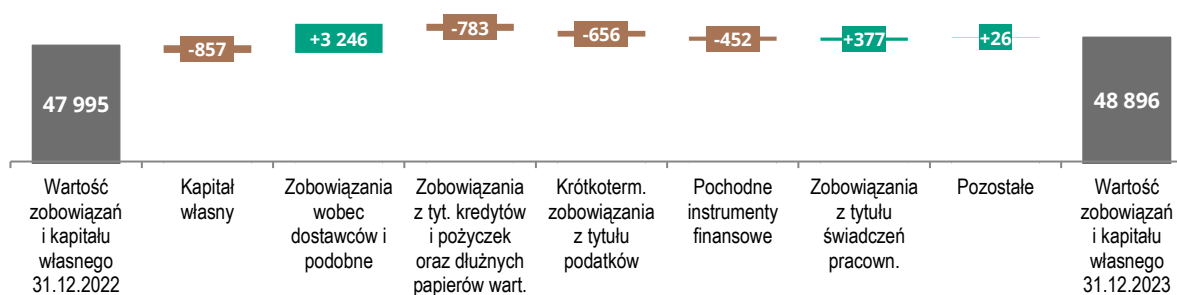 47 995
-857
+3 246
-783
-656
-452
+377
+26
48 896
Wartość
zobowiązań
i kapitału
własnego
31.12.2022
Kapitał
własny
Zobowiązania
wobec
dostawców i
podobne
Zobowiązania
z tyt. kredytów
i pożyczek
oraz dłużnych
papierów wart.
Krótkoterm.
zobowiązania
z tytułu
podatków
Pochodne
instrumenty
finansowe
Zobowiązania
z tytułu
świadczeń
pracown.
Pozostałe
Wartość
zobowiązań
i kapitału
własnego
31.12.2023